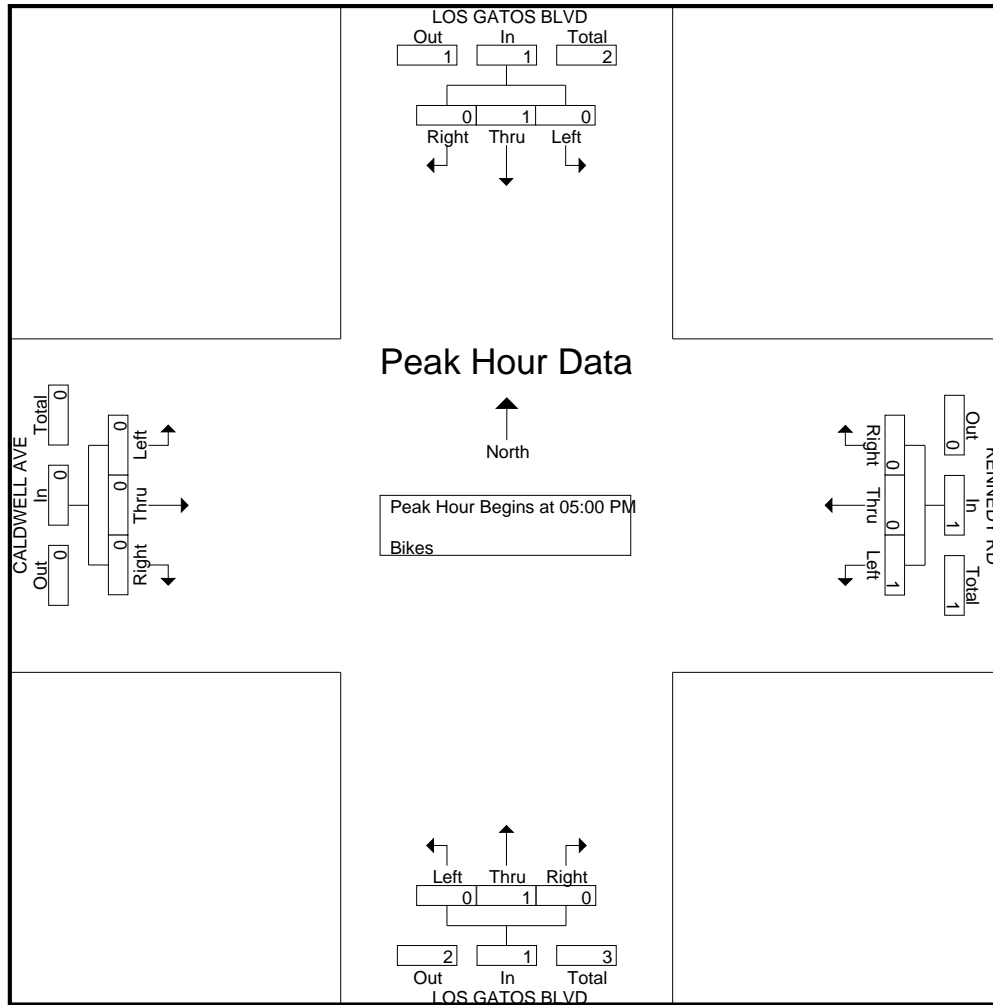 LOS GATOS BLVD
Out In Total
1 1 2
0 1 0
Right Thru Left
Peak Hour Data
North
Peak Hour Begins at 05:00 PM
Bikes
CALDWELL AVE
Out In Total
0 0 0
Right Thru Left
0 0 0
Right Thru Left
0 0 1
Out In Total
0 1 1
KENNEDY RD
Left Thru Right
0 1 0
2 1 3
Out In Total
LOS GATOS BLVD